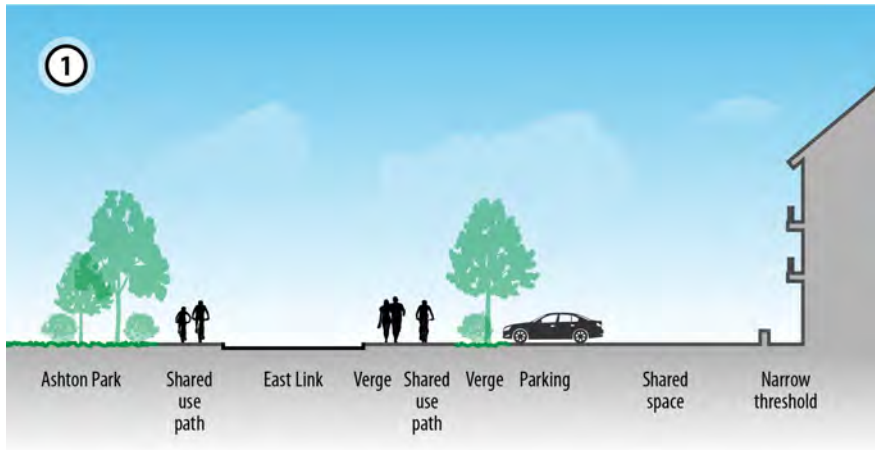 1
Ashton Park
Shared
use
path
East Link
Verge
Shared
use
path
Verge
Parking
Shared
space
Narrow
threshold